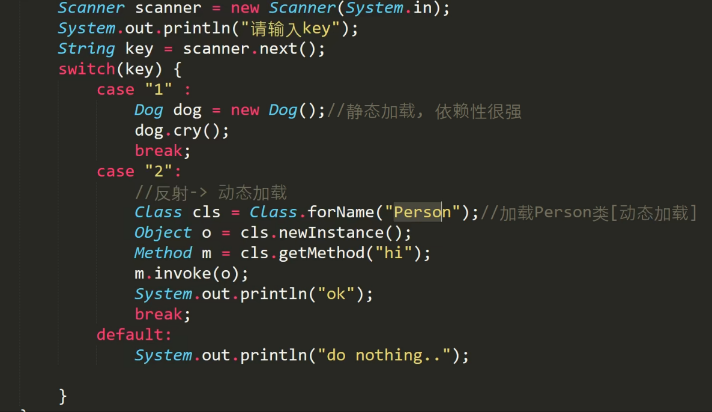 Scanner scanner = new Scanner(System.in);
System.out.println("请输入key");
String key = scanner.next();
switch(key) {
case "1" :
Dog dog = new Dog();//静态加载, 依赖性很强
dog.cry();
break;
case "2":
//反射-> 动态加载
Class cls = Class.forName("Person");//加载Person类[动态加载]
Object o = cls.newInstance();
Method m = cls.getMethod("hi");
m.invoke(o);
System.out.println("ok");
break;
default:
System.out.println("do nothing..");
}